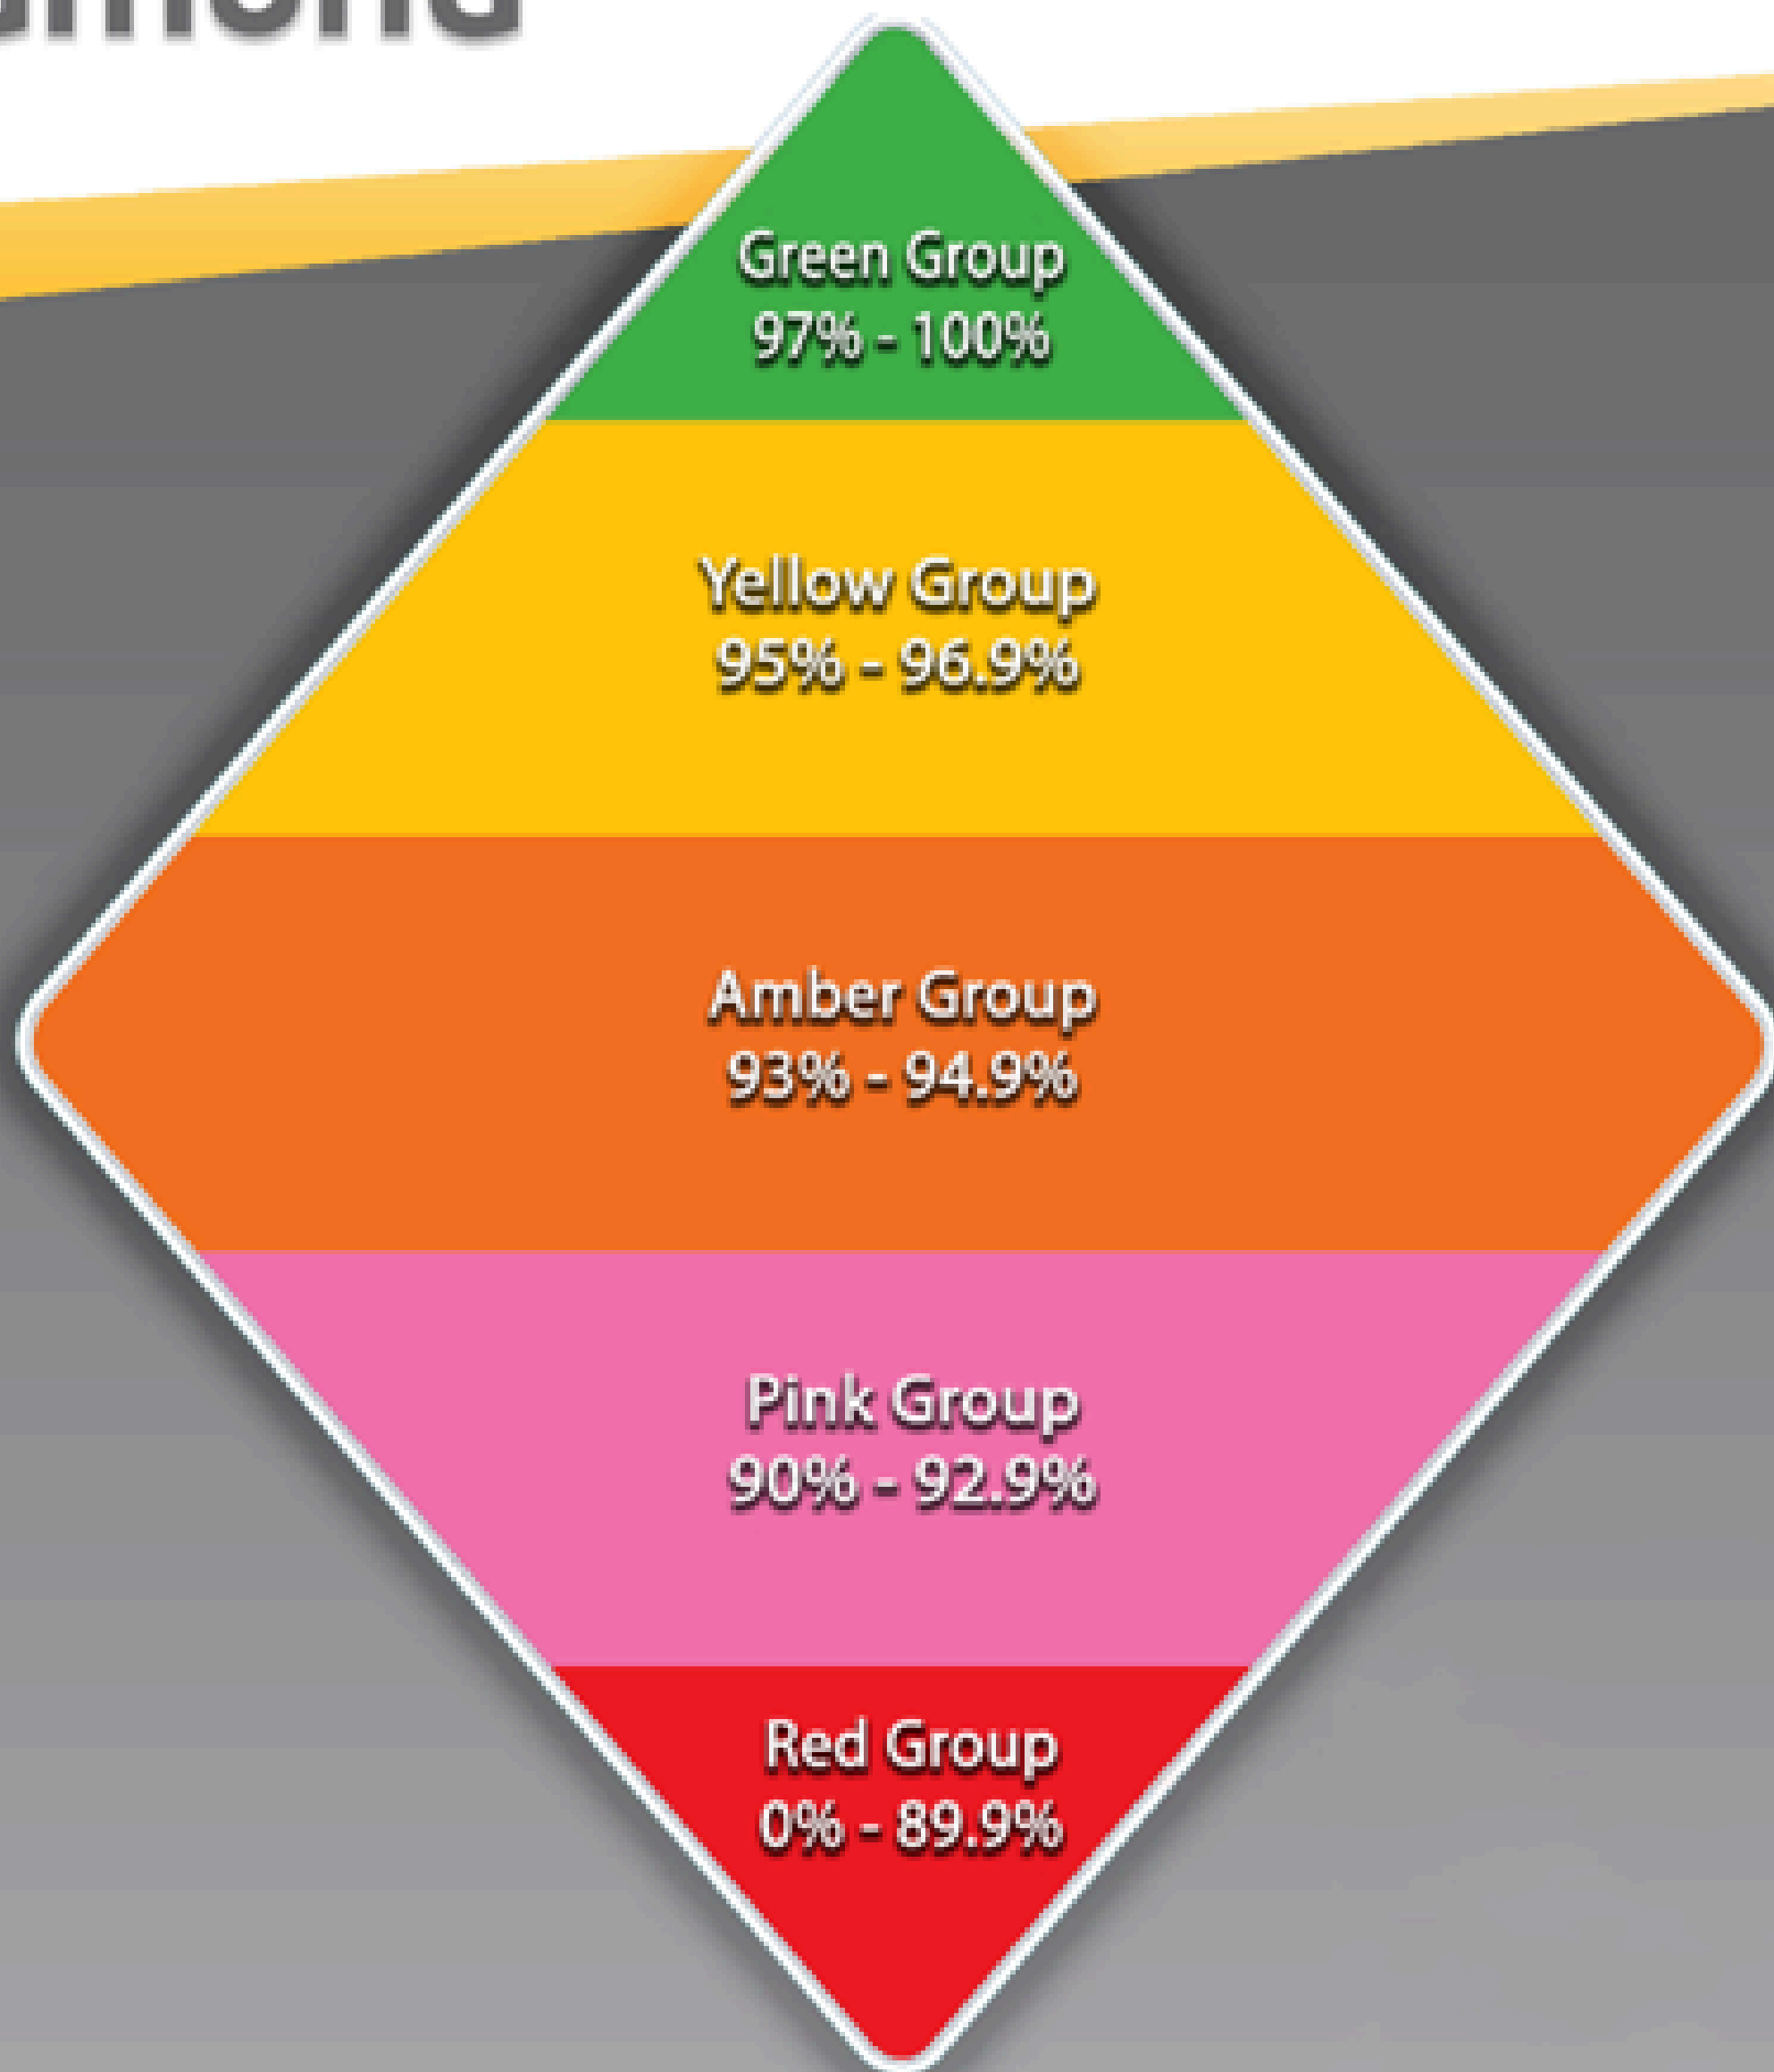 Green Group
97% - 100%
Yellow Group
95% - 96.9%
Amber Group
93% - 94.9%
Pink Group
90% - 92.9%
Red Group
0% - 89.9%